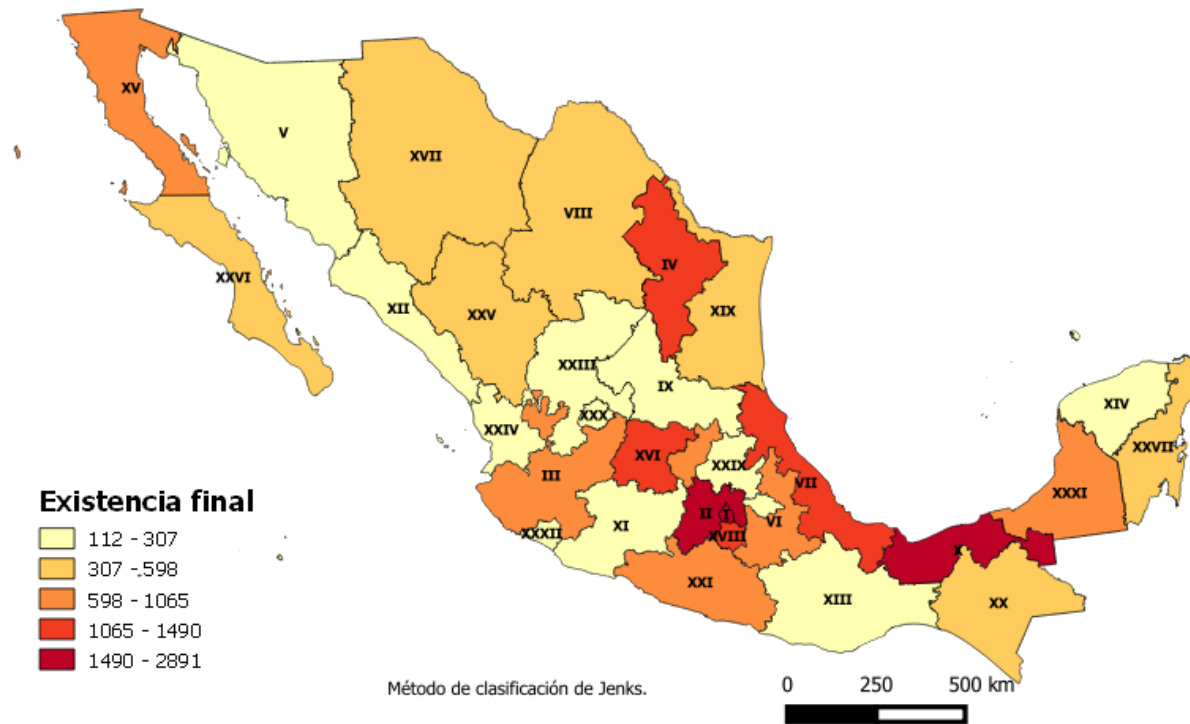 XV
V
XVII
VIII
IV
XXVI
XII
XXV
XIX
XXIII
IX
XXIV
XXX
XVI
XXIX
XIV
XXVII
III
VII
XXXI
II
I
VI
XXXII
XI
XVIII
X
XXI
XIII
XX
Existencia final
112 - 307
307 - 598
598 - 1065
1065 - 1490
1490 - 2891
Método de clasificación de Jenks.
0 250 500 km